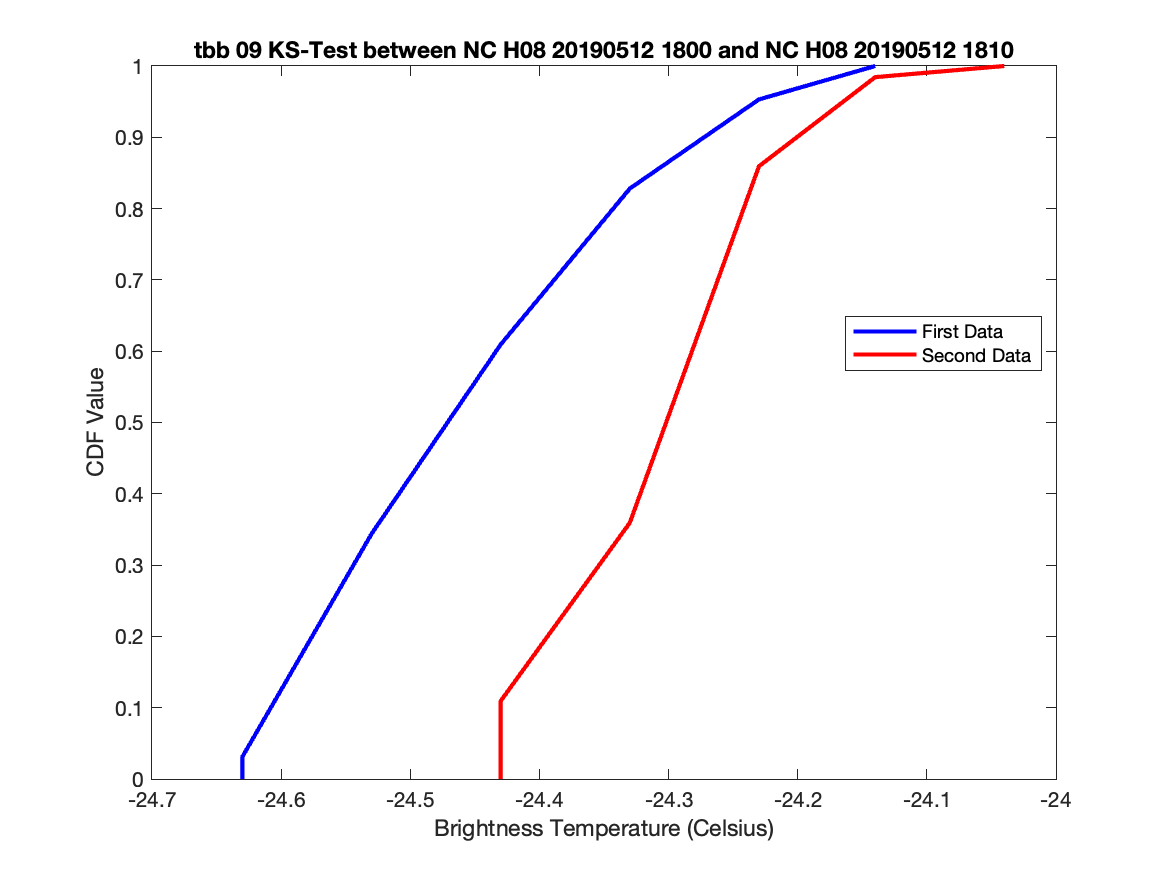 tbb 09 KS-Test between NC H08 20190512 1800 and NC H08 20190512 1810
1
0.9
0.8
0.7
0.6
0.5
0.4
0.3
0.2
0.1
0
CDF Value
First Data
Second Data
-24.7 -24.6 -24.5 -24.4 -24.3 -24.2 -24.1 -24
Brightness Temperature (Celsius)